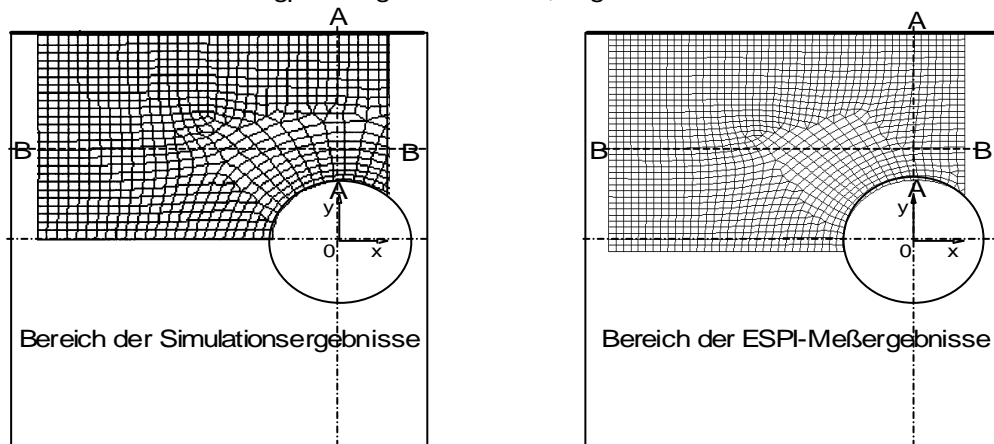 A A
B B B B
A A
y y
0 x 0 x
Bereich der Simulationsergebnisse
Bereich der ESPI-Meßergebnisse